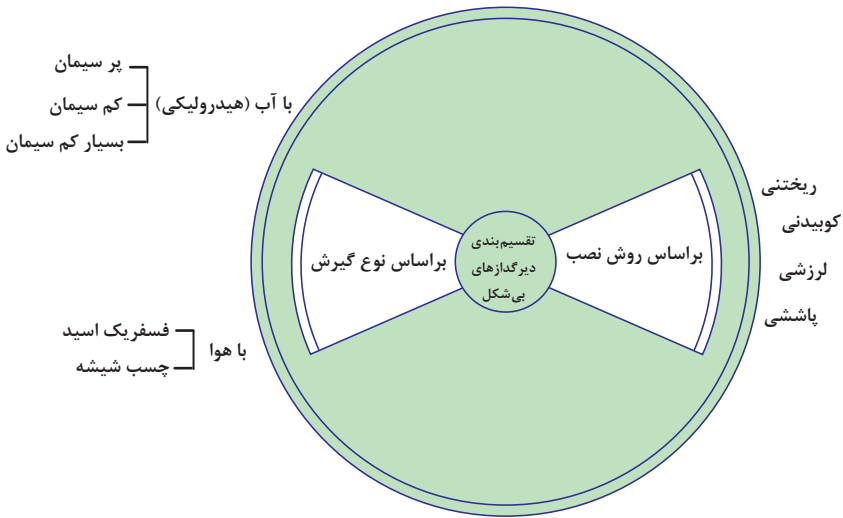 تقسیم‌بندی
دیرگدازهای
بی‌شکل
براساس روش نصب
ریختنی
کوبیدنی
لرزشی
پاششی
براساس نوع گیرش
با آب (هیدرولیکی)
پر سیمان
کم سیمان
بسیار کم سیمان
با هوا
فسفریک اسید
چسب شیشه